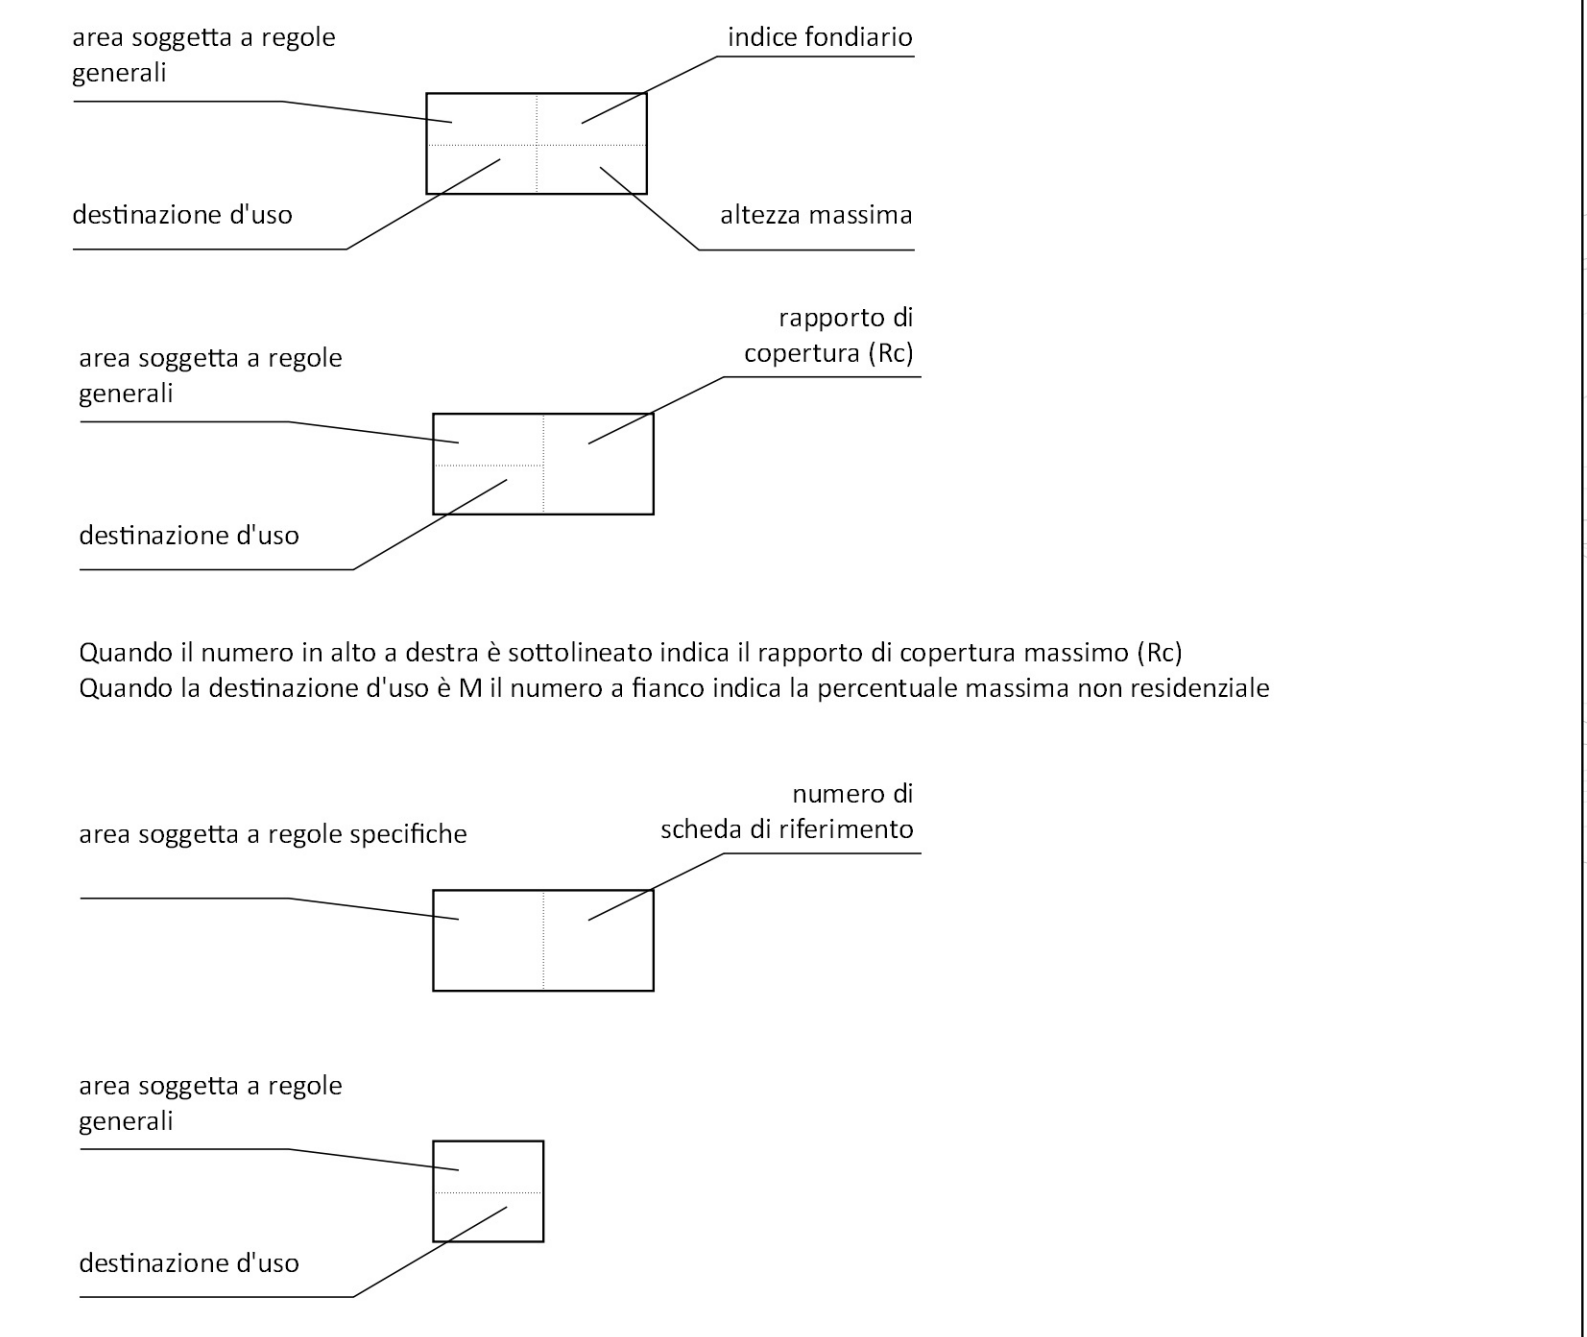 area soggetta a regole
generali
indice fondiario
destinazione d'uso
altezza massima
rapporto di
copertura (Rc)
area soggetta a regole
generali
destinazione d'uso
Quando il numero in alto a destra è sottolineato indica il rapporto di copertura massimo (Rc)
Quando la destinazione d'uso è M il numero a fianco indica la percentuale massima non residenziale
numero di
scheda di riferimento
area soggetta a regole specifiche
area soggetta a regole
generali
destinazione d'uso